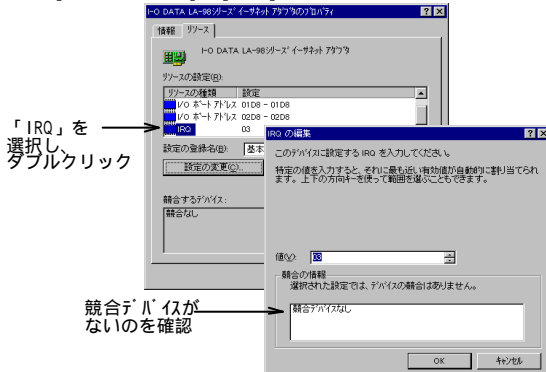 I-O DATA LA-98ｼﾘｰｽﾞ ｲｰｻﾈｯﾄ ｱﾀﾞﾌﾟﾀのﾌﾟﾛﾊﾟﾃｨ
情報 リソース
I-O DATA LA-98ｼﾘｰｽﾞ ｲｰｻﾈｯﾄ ｱﾀﾞﾌﾟﾀ
リソースの設定(R):
リソースの種類 設定
I/O ﾎﾟｰﾄ ｱﾄﾞﾚｽ 01D8 - 01D8
I/O ﾎﾟｰﾄ ｱﾄﾞﾚｽ 02D8 - 02D8
IRQ 03
「IRQ」を
選択し、
ダブルクリック
設定の登録名(B): 基本
設定の変更(C)...
競合するデバイス:
競合なし
IRQ の編集
このデバイスに設定する IRQ を入力してください。
特定の値を入力すると、それに最も近い有効値が自動的に割り当てられ
ます。上下の方向キーを使って範囲を選ぶこともできます。
値(V): 03
競合の情報
選択された設定では、デバイスの競合はありません。
競合デバイスなし
競合ﾃﾞﾊﾞｲｽが
ないのを確認
OK ｷｬﾝｾﾙ